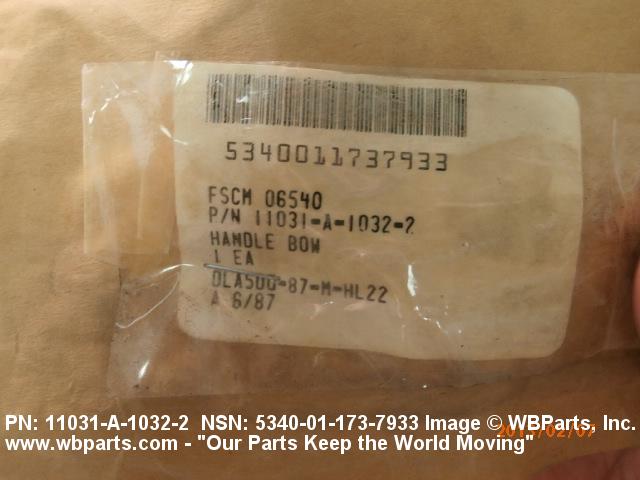 5340011737933
FSCM 06540
P/N 11031-A-1032-2
HANDLE BOW
1 EA
DLA500-87-M-HL22
A 6/87
PN: 11031-A-1032-2 NSN: 5340-01-173-7933 Image © WBParts, Inc.
www.wbparts.com - "Our Parts Keep the World Moving"